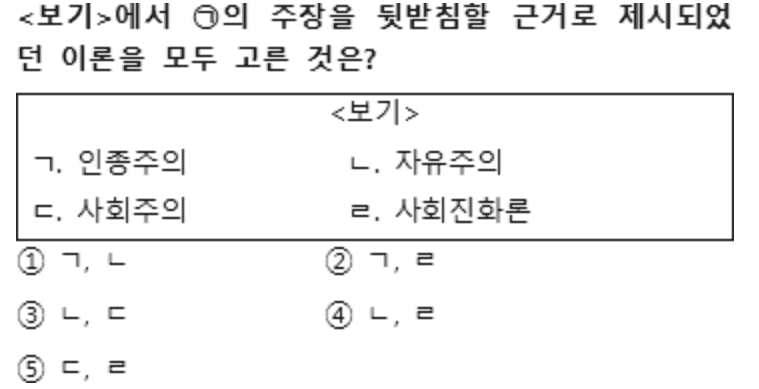 <보기>에서 ㉠의 주장을 뒷받침할 근거로 제시되었
던 이론을 모두 고른 것은?
<보기>
ㄱ. 인종주의 ㄴ. 자유주의
ㄷ. 사회주의 ㄹ. 사회진화론
① ㄱ, ㄴ ② ㄱ, ㄹ
③ ㄴ, ㄷ ④ ㄴ, ㄹ
⑤ ㄷ, ㄹ